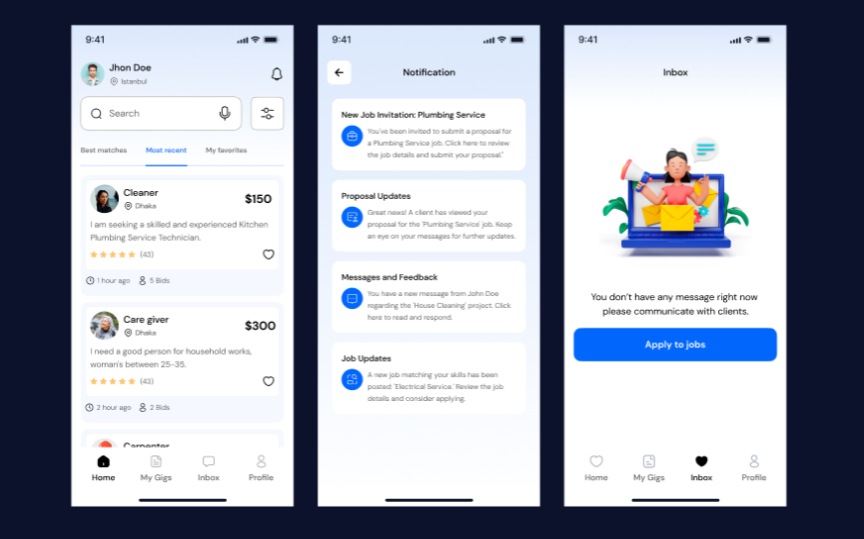 9:41
Jhon Doe
Istanbul
Search
Best matches
Most recent
My favorites
Cleaner
Dhaka
$150
I am seeking a skilled and experienced Kitchen
Plumbing Service Technician.
(43)
1 hour ago
5 Bids
Care giver
Dhaka
$300
I need a good person for household works,
woman's between 25-35.
(43)
2 hour ago
2 Bids
Carpenter
Home
My Gigs
Inbox
Profile
9:41
Notification
New Job Invitation: Plumbing Service
You've been invited to submit a proposal for
a Plumbing Service job. Click here to review
the job details and submit your proposal."
Proposal Updates
Great news! A client has viewed your
proposal for the 'Plumbing Service' job. Keep
an eye on your messages for further updates.
Messages and Feedback
You have a new message from John Doe
regarding the 'House Cleaning' project. Click
here to read and respond.
Job Updates
A new job matching your skills has been
posted: 'Electrical Service.' Review the job
details and consider applying.
9:41
Inbox
You don't have any message right now
please communicate with clients.
Apply to jobs
Home
My Gigs
Inbox
Profile